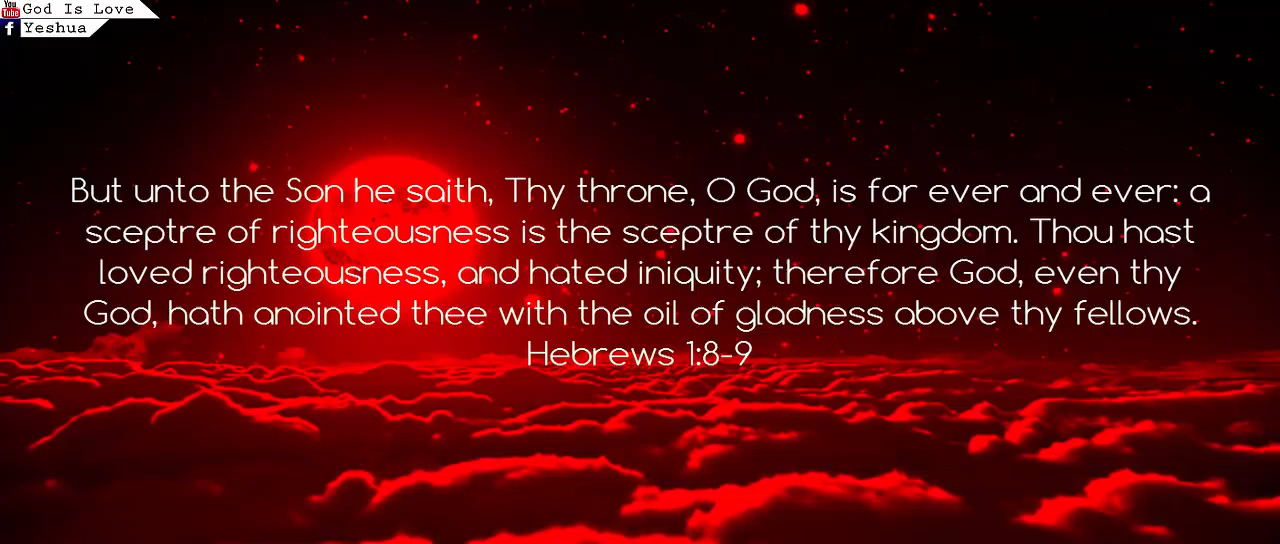 You
Tube
God Is Love
f
Yeshua
But unto the Son he saith, Thy throne, O God, is for ever and ever: a
sceptre of righteousness is the sceptre of thy kingdom. Thou hast
loved righteousness, and hated iniquity; therefore God, even thy
God, hath anointed thee with the oil of gladness above thy fellows.
Hebrews 1:8-9